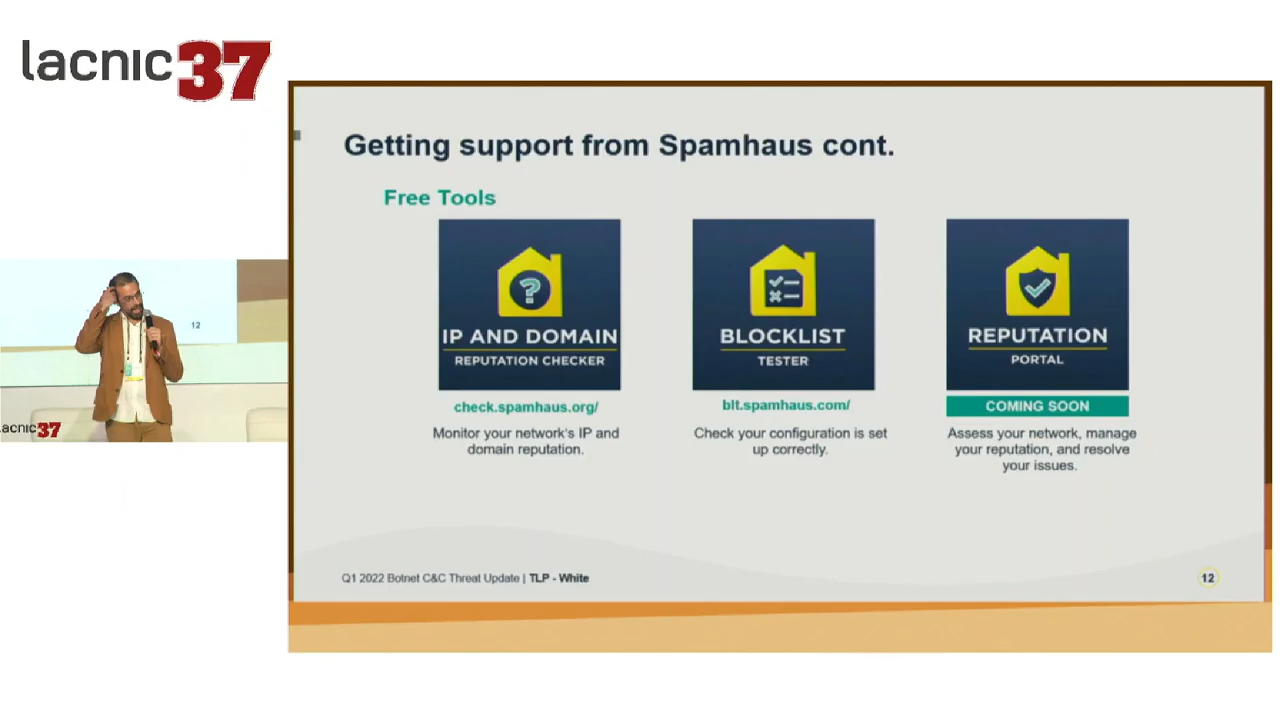 lacnic37
Getting support from Spamhaus cont.
Free Tools
IP AND DOMAIN
REPUTATION CHECKER
check.spamhaus.org/
Monitor your network's IP and
domain reputation.
BLOCKLIST
TESTER
blt.spamhaus.com/
Check your configuration is set
up correctly.
REPUTATION
PORTAL
COMING SOON
Assess your network, manage
your reputation, and resolve
your issues.
Q1 2022 Botnet C&C Threat Update | TLP - White
12
12
lacnic37